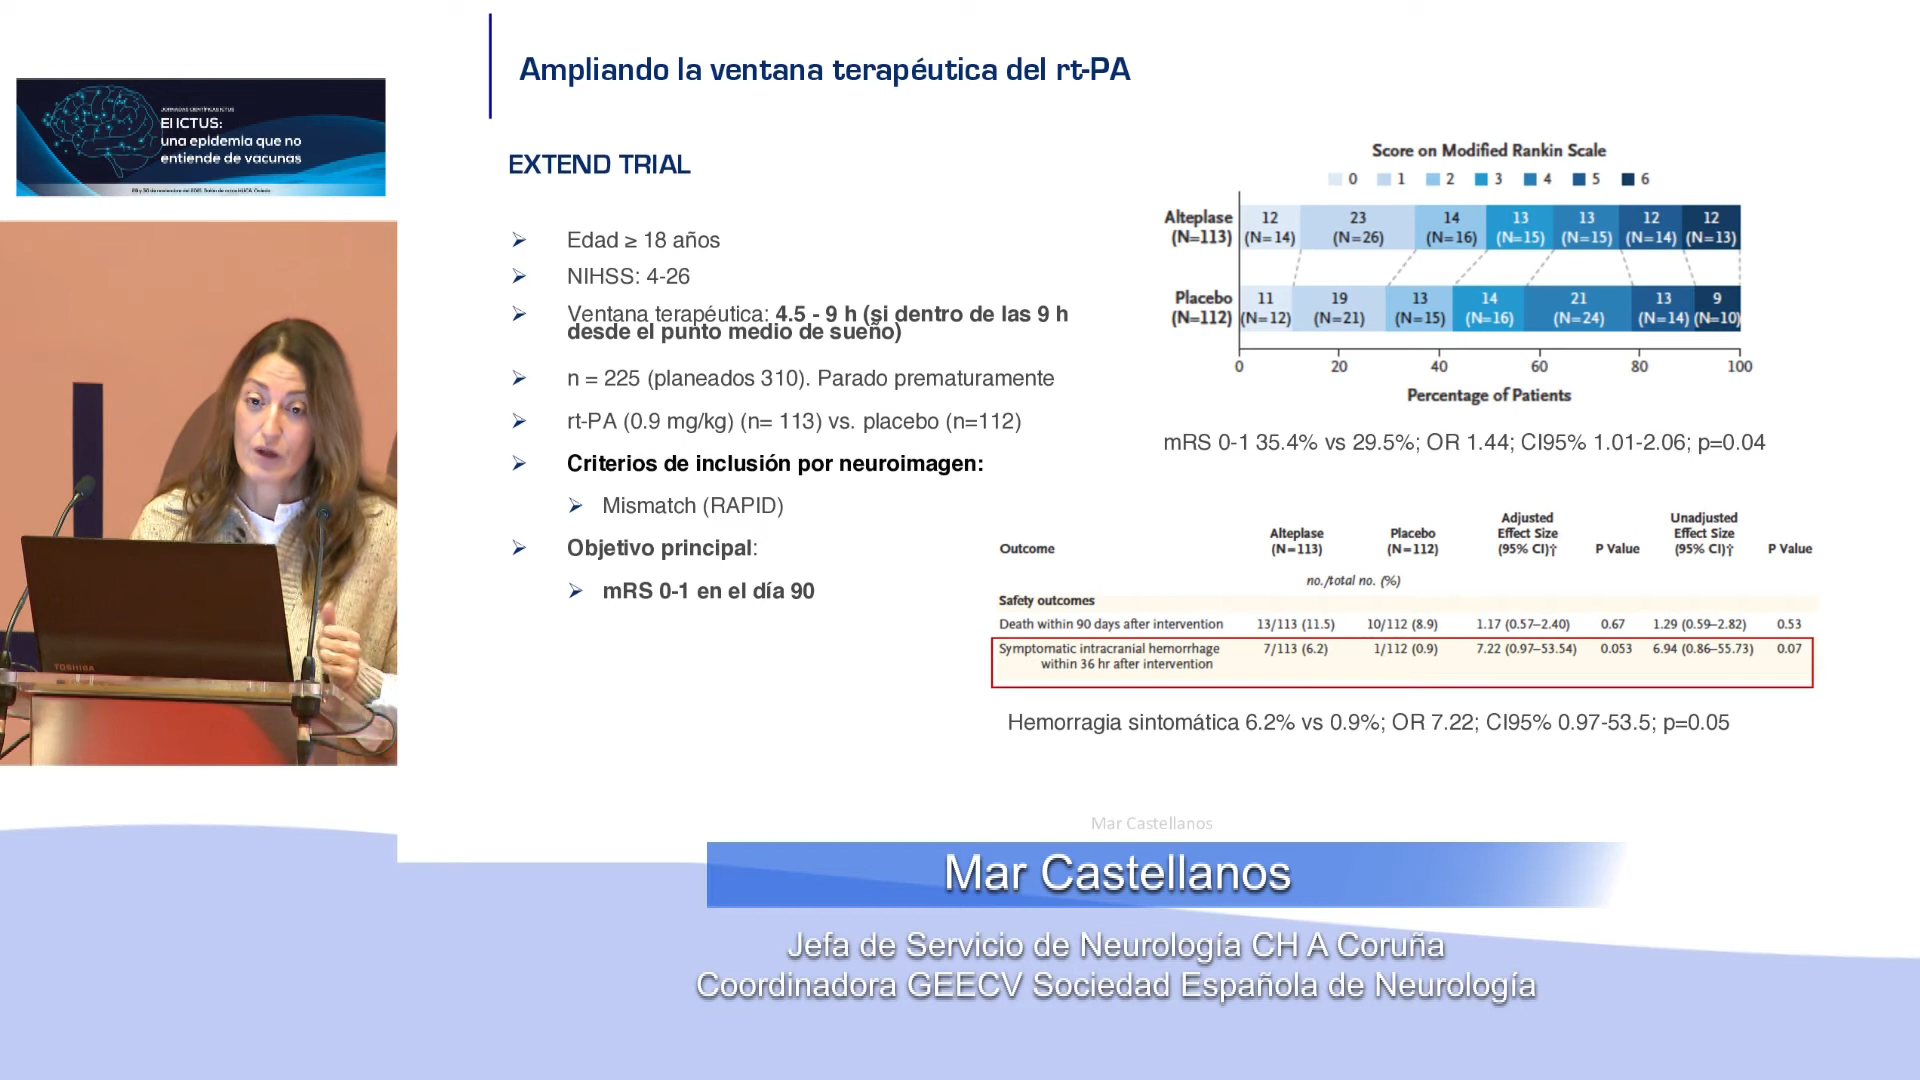 Ampliando la ventana terapéutica del rt-PA
JORNADAS CIENTÍFICAS ICTUS
El ICTUS:
una epidemia que no
entiende de vacunas
EXTEND TRIAL
Edad ≥ 18 años
NIHSS: 4-26
Ventana terapéutica: 4.5 - 9 h (si dentro de las 9 h
desde el punto medio de sueño)
n = 225 (planeados 310). Parado prematuramente
rt-PA (0.9 mg/kg) (n= 113) vs. placebo (n=112)
Criterios de inclusión por neuroimagen:
Mismatch (RAPID)
Objetivo principal:
mRS 0-1 en el día 90
Score on Modified Rankin Scale
0 1 2 3 4 5 6
Alteplase 12 23 14 13 13 12 12
(N=113) (N=14) (N=26) (N=16) (N=15) (N=15) (N=14) (N=13)
Placebo 11 19 13 14 21 13 9
(N=112) (N=12) (N=21) (N=15) (N=16) (N=24) (N=14) (N=10)
0 20 40 60 80 100
Percentage of Patients
mRS 0-1 35.4% vs 29.5%; OR 1.44; CI95% 1.01-2.06; p=0.04
Adjusted Unadjusted
Alteplase Placebo Effect Size Effect Size
Outcome (N=113) (N=112) (95% CI)† P Value (95% CI)† P Value
no./total no. (%)
Safety outcomes
Death within 90 days after intervention 13/113 (11.5) 10/112 (8.9) 1.17 (0.57–2.40) 0.67 1.29 (0.59–2.82) 0.53
Symptomatic intracranial hemorrhage 7/113 (6.2) 1/112 (0.9) 7.22 (0.97–53.54) 0.053 6.94 (0.86–55.73) 0.07
within 36 hr after intervention
Hemorragia sintomática 6.2% vs 0.9%; OR 7.22; CI95% 0.97-53.5; p=0.05
TOSHIBA
Mar Castellanos
Mar Castellanos
Jefa de Servicio de Neurología CH A Coruña
Coordinadora GEECV Sociedad Española de Neurología